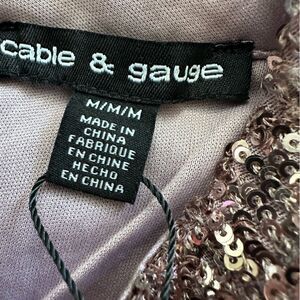 cable & gauge
M/M/M
MADE IN
CHINA
FABRIQUE
EN CHINE
HECHO
EN CHINA